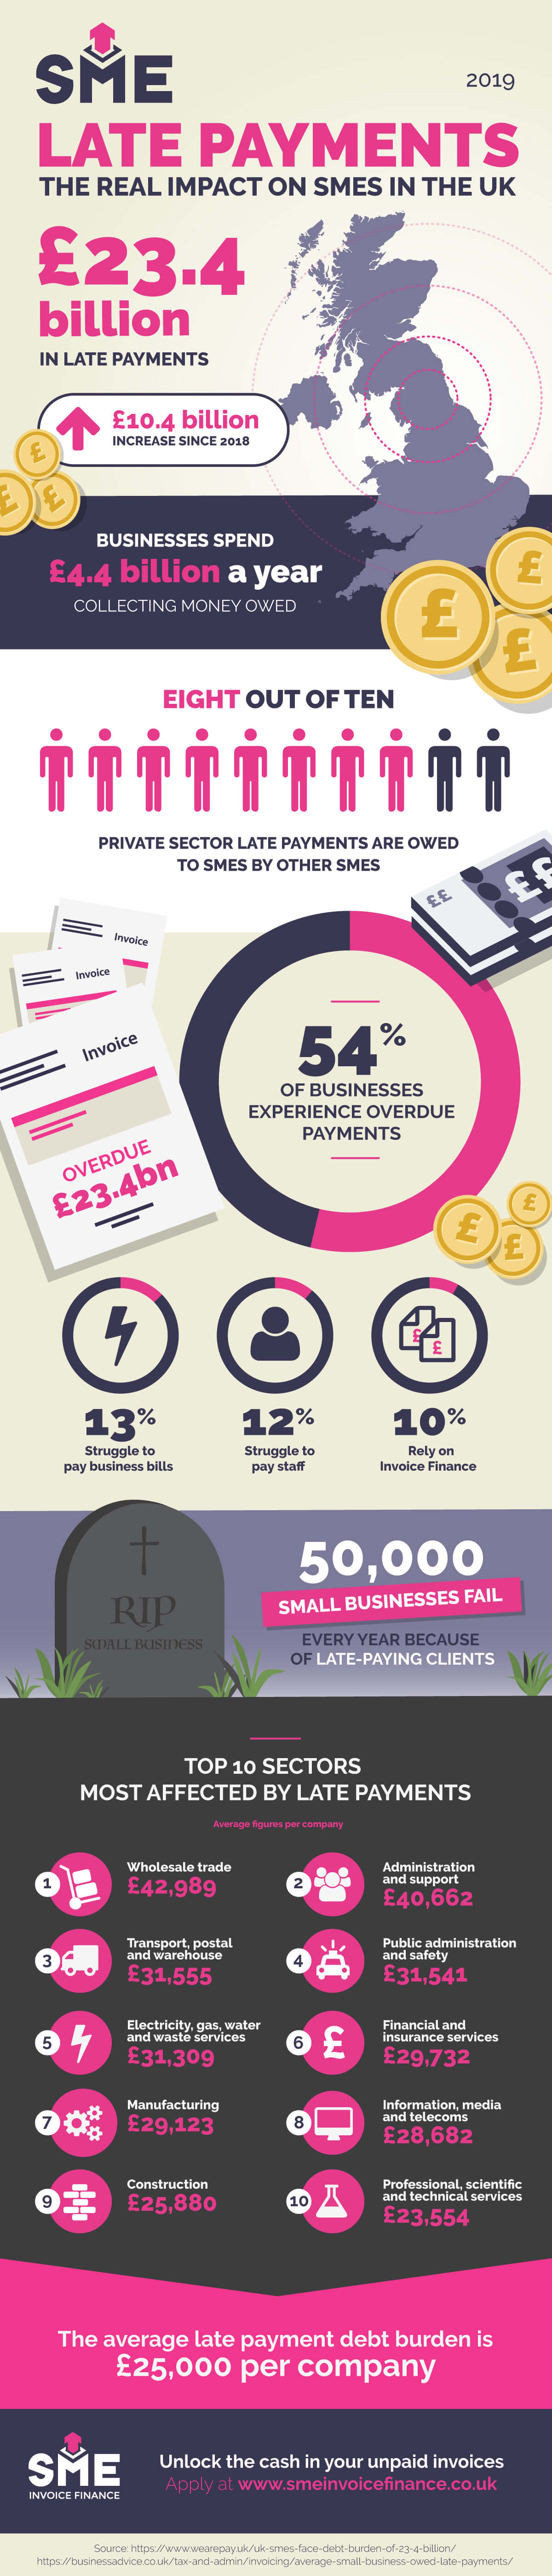 SME
2019
LATE PAYMENTS
THE REAL IMPACT ON SMES IN THE UK
£23.4
billion
IN LATE PAYMENTS
£10.4 billion
INCREASE SINCE 2018
£
£
£
BUSINESSES SPEND
£4.4 billion a year
COLLECTING MONEY OWED
£
£
£
EIGHT OUT OF TEN
PRIVATE SECTOR LATE PAYMENTS ARE OWED
TO SMES BY OTHER SMES
££
££
Invoice
Invoice
Invoice
OVERDUE
£23.4bn
54%
OF BUSINESSES
EXPERIENCE OVERDUE
PAYMENTS
£
£
£
£
£
13%
Struggle to
pay business bills
12%
Struggle to
pay staff
10%
Rely on
Invoice Finance
RIP
SMALL BUSINESS
50,000
SMALL BUSINESSES FAIL
EVERY YEAR BECAUSE
OF LATE-PAYING CLIENTS
TOP 10 SECTORS
MOST AFFECTED BY LATE PAYMENTS
Average figures per company
1
Wholesale trade
£42,989
2
Administration
and support
£40,662
3
Transport, postal
and warehouse
£31,555
4
Public administration
and safety
£31,541
5
Electricity, gas, water
and waste services
£31,309
6
£
Financial and
insurance services
£29,732
7
Manufacturing
£29,123
8
Information, media
and telecoms
£28,682
9
Construction
£25,880
10
Professional, scientific
and technical services
£23,554
The average late payment debt burden is
£25,000 per company
SME
INVOICE FINANCE
Unlock the cash in your unpaid invoices
Apply at www.smeinvoicefinance.co.uk
Source: https://www.wearepay.uk/uk-smes-face-debt-burden-of-23-4-billion/
https://businessadvice.co.uk/tax-and-admin/invoicing/average-small-business-owed-late-payments/